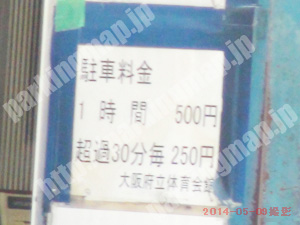 駐車料金
1時間　500円
超過30分毎 250円
大阪府立体育会館
2014-05-09撮影